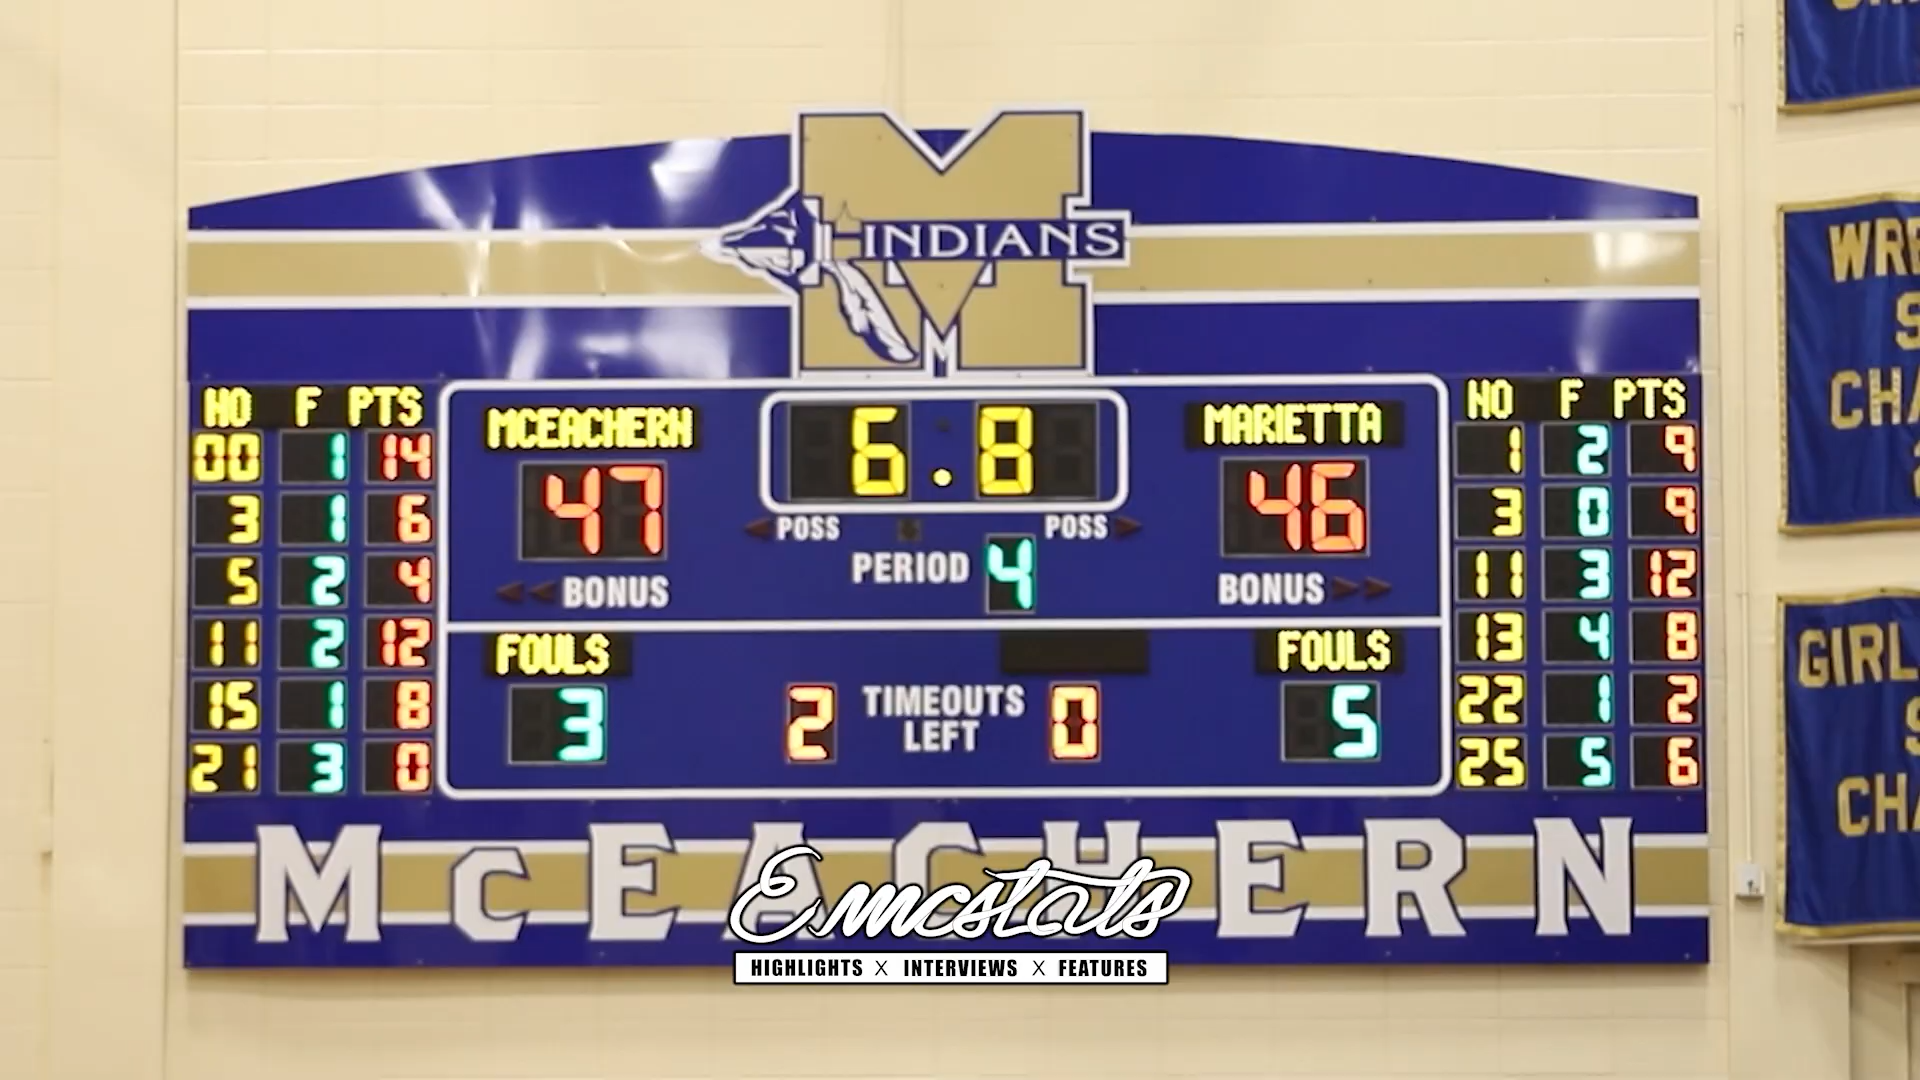 INDIANS
M
NO F PTS
00 1 14
3 1 6
5 2 4
11 2 12
15 1 8
21 3 0
MCEACHERN
47
BONUS
6.8
POSS POSS
PERIOD 4
MARIETTA
46
BONUS
FOULS
3
2 TIMEOUTS LEFT 0
FOULS
5
NO F PTS
1 2 9
3 0 9
11 3 12
13 4 8
22 1 2
25 5 6
McEACHERN
Emcstats
HIGHLIGHTS X INTERVIEWS X FEATURES
WRE
S
CHA
GIRL
S
CHA